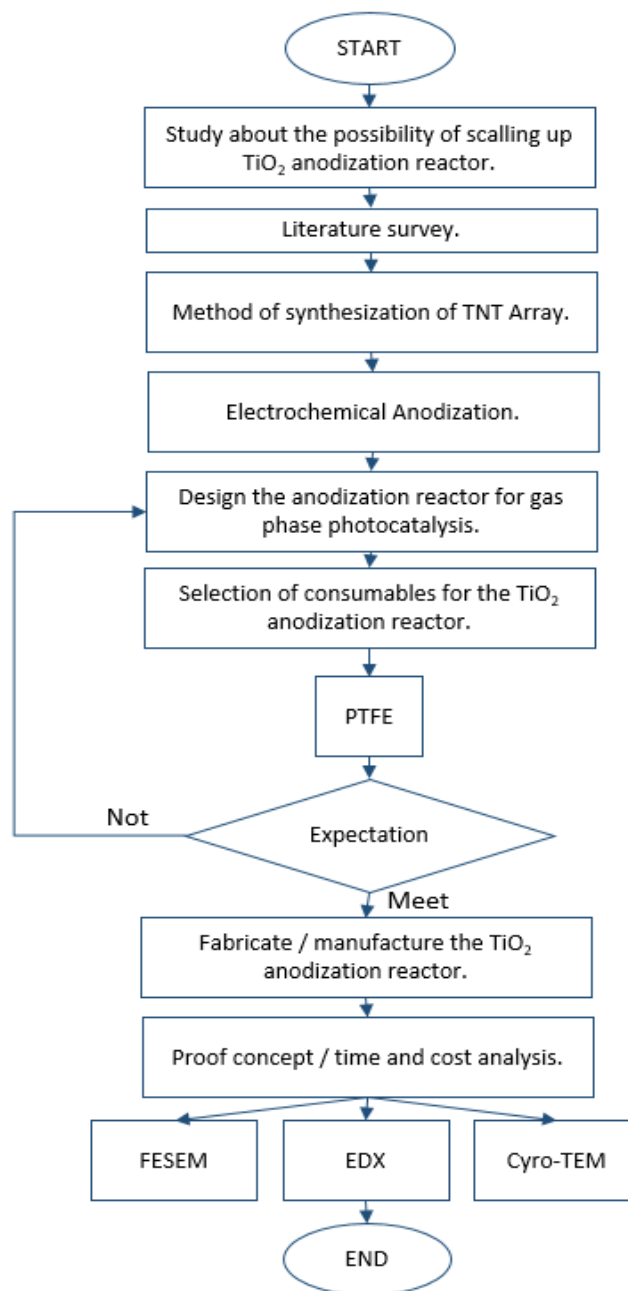 START
Study about the possibility of scalling up
TiO₂ anodization reactor.
Literature survey.
Method of synthesization of TNT Array.
Electrochemical Anodization.
Design the anodization reactor for gas
phase photocatalysis.
Selection of consumables for the TiO₂
anodization reactor.
PTFE
Not
Expectation
Meet
Fabricate / manufacture the TiO₂
anodization reactor.
Proof concept / time and cost analysis.
FESEM
EDX
Cyro-TEM
END